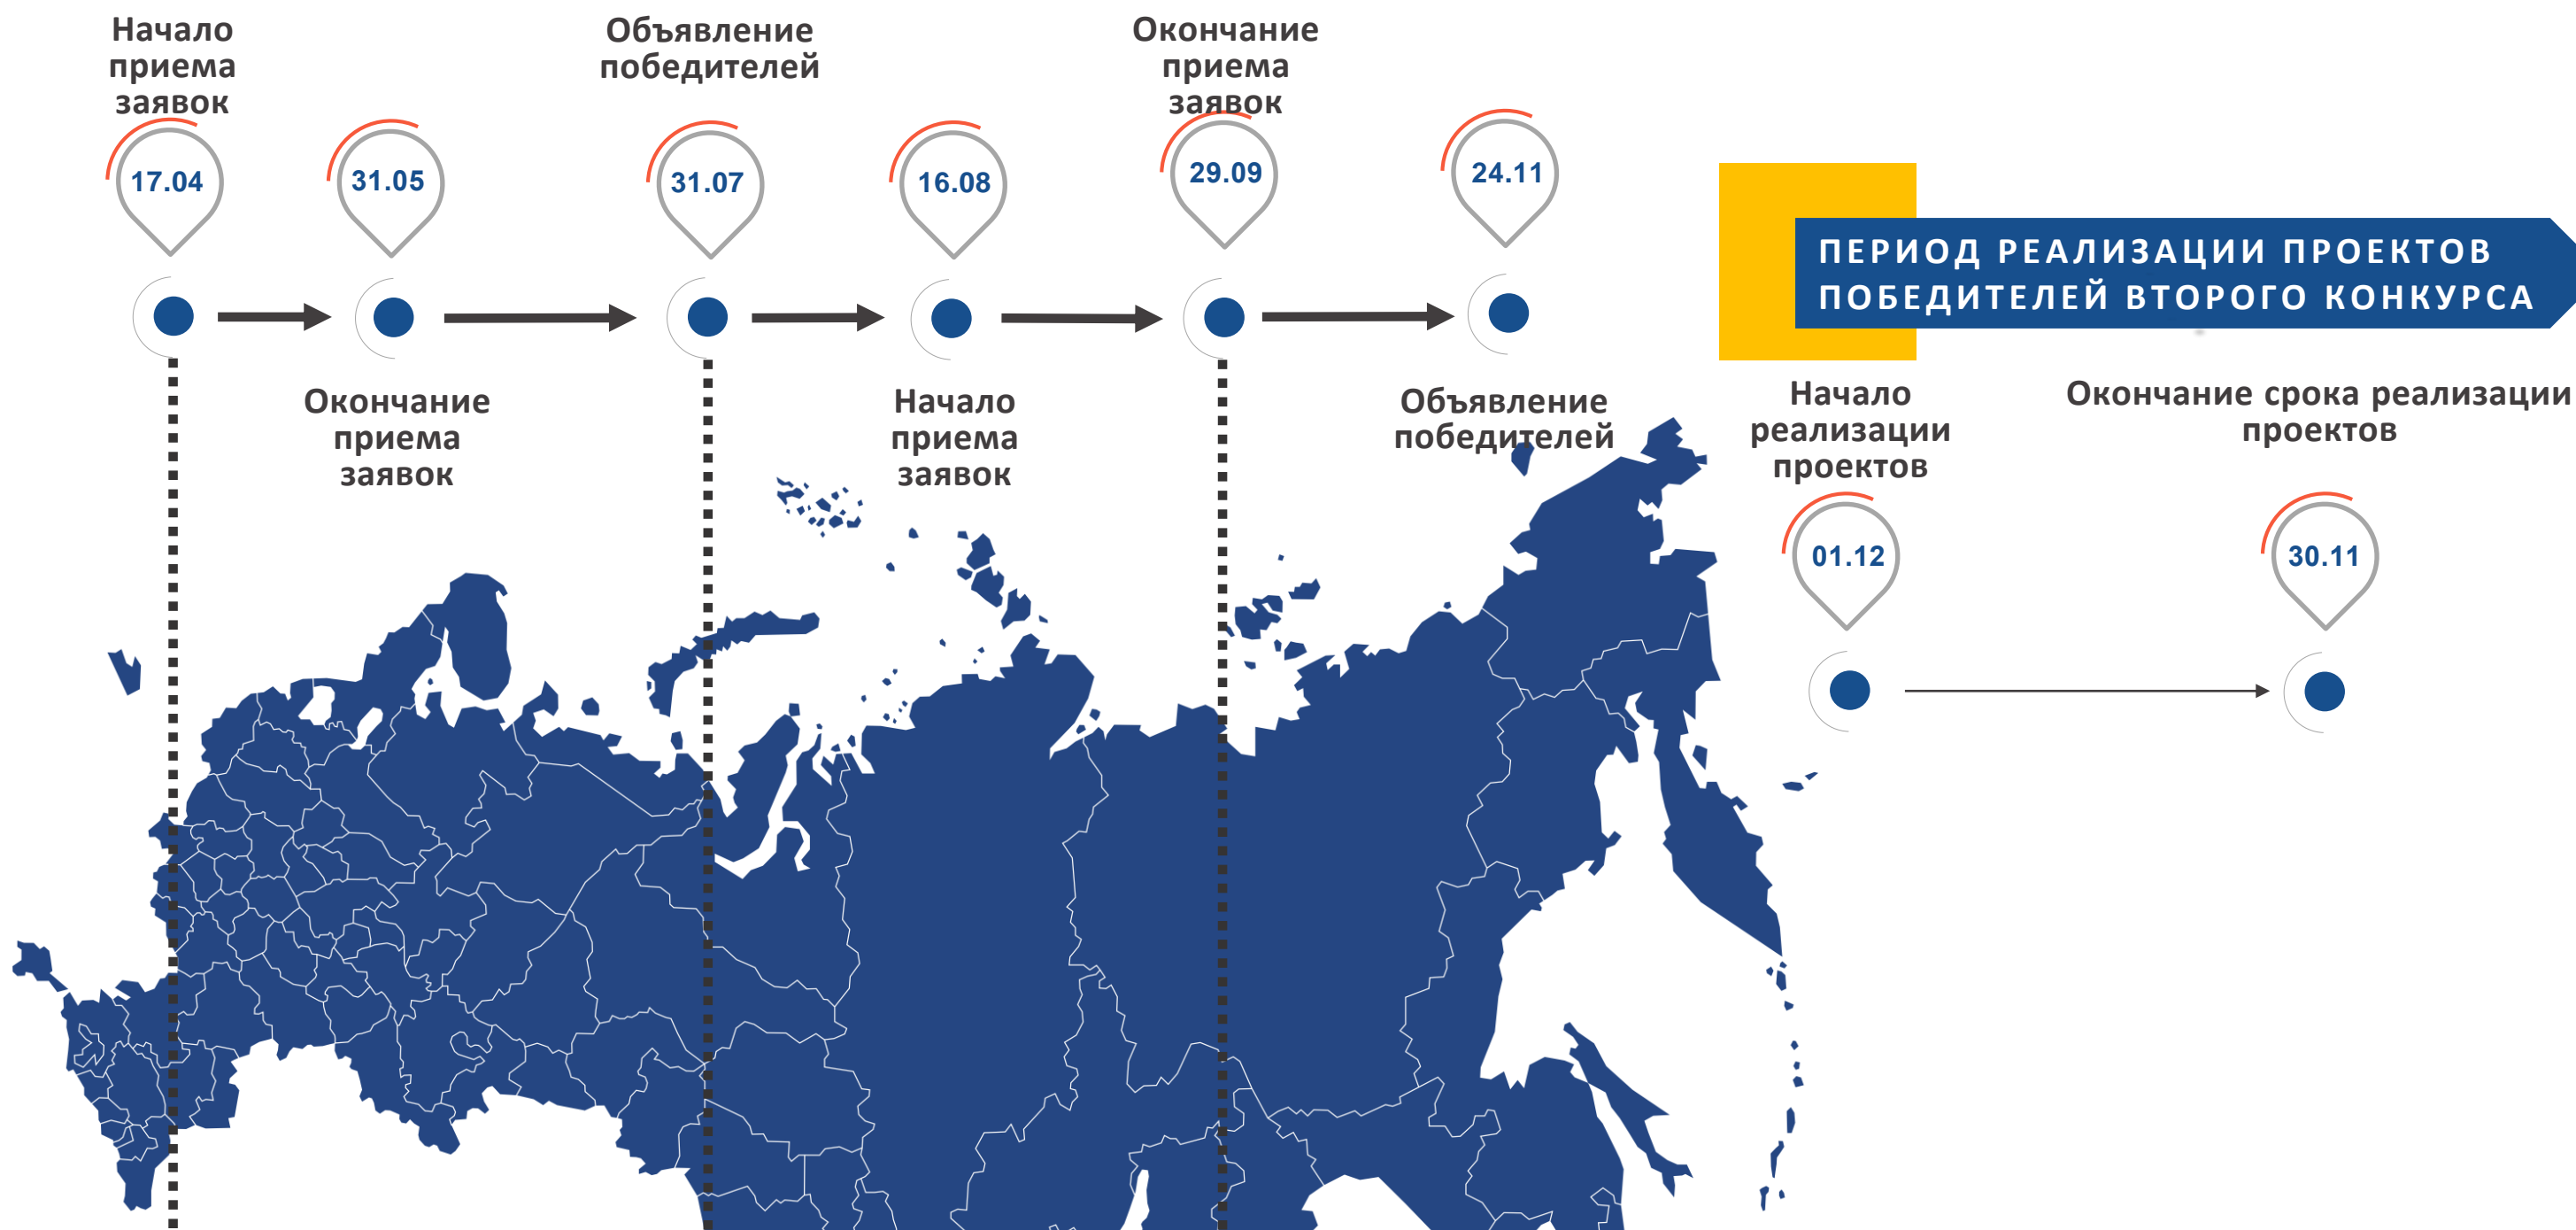 Начало
приема
заявок
Объявление
победителей
Окончание
приема
заявок
17.04
31.05
31.07
16.08
29.09
24.11
ПЕРИОД РЕАЛИЗАЦИИ ПРОЕКТОВ
ПОБЕДИТЕЛЕЙ ВТОРОГО КОНКУРСА
Окончание
приема
заявок
Начало
приема
заявок
Объявление
победителей
Начало
реализации
проектов
Окончание срока реализации
проектов
01.12
30.11